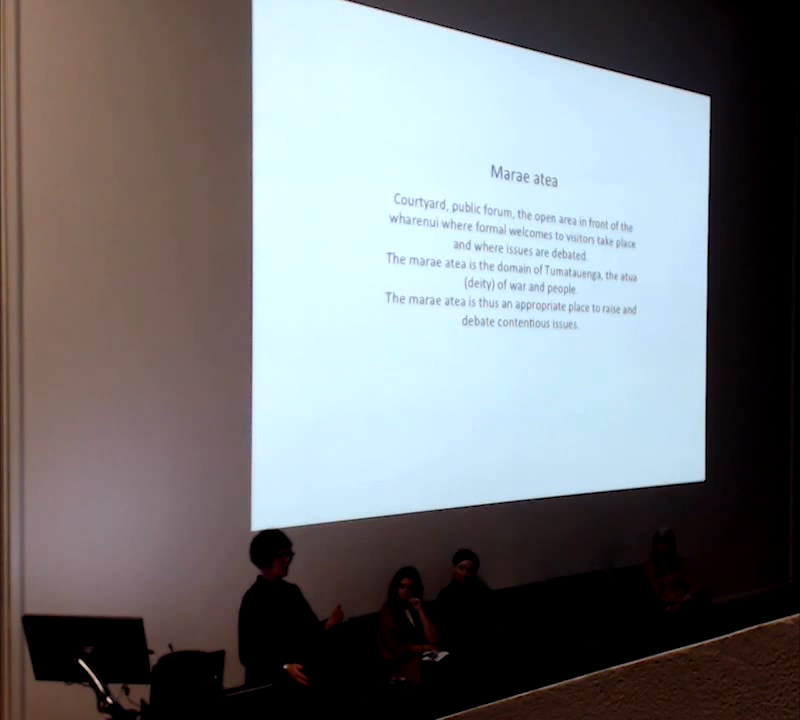 Marae atea
Courtyard, public forum, the open area in front of the
wharenui where formal welcomes to visitors take place
and where issues are debated.
The marae atea is the domain of Tumatauenga, the atua
(deity) of war and people.
The marae atea is thus an appropriate place to raise and
debate contentious issues.